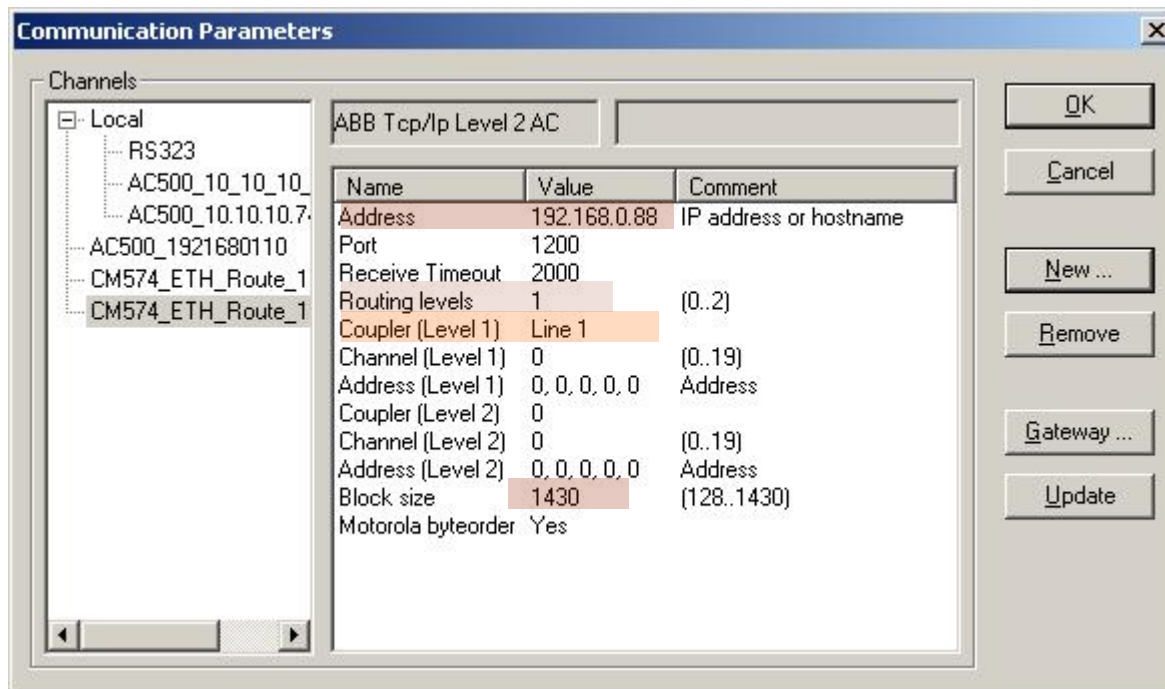 Communication Parameters
Channels
Local
RS323
AC500_10_10_10_
AC500_10.10.10.7
AC500_1921680110
CM574_ETH_Route_1
CM574_ETH_Route_1
ABB Tcp/Ip Level 2 AC
Name Value Comment
Address 192.168.0.88 IP address or hostname
Port 1200
Receive Timeout 2000
Routing levels 1 (0..2)
Coupler (Level 1) Line 1
Channel (Level 1) 0 (0..19)
Address (Level 1) 0, 0, 0, 0, 0 Address
Coupler (Level 2) 0
Channel (Level 2) 0 (0..19)
Address (Level 2) 0, 0, 0, 0, 0 Address
Block size 1430 (128..1430)
Motorola byteorder Yes
OK
Cancel
New ...
Remove
Gateway ...
Update